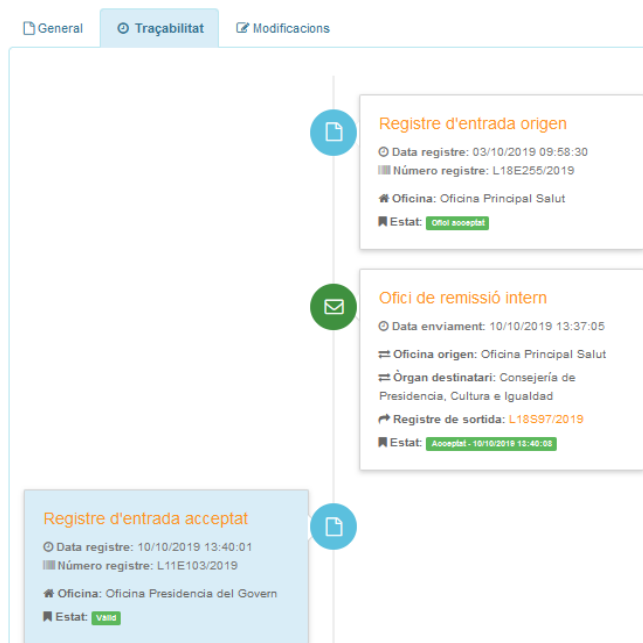 General
Traçabilitat
Modificacions
Registre d'entrada origen
Data registre: 03/10/2019 09:58:30
Número registre: L18E255/2019
Oficina: Oficina Principal Salut
Estat: Ofici acceptat
Ofici de remissió intern
Data enviament: 10/10/2019 13:37:05
Oficina origen: Oficina Principal Salut
Òrgan destinatari: Consejería de
Presidencia, Cultura e Igualdad
Registre de sortida: L18S97/2019
Estat: Acceptat - 10/10/2019 13:40:03
Registre d'entrada acceptat
Data registre: 10/10/2019 13:40:01
Número registre: L11E103/2019
Oficina: Oficina Presidencia del Govern
Estat: Vàlid